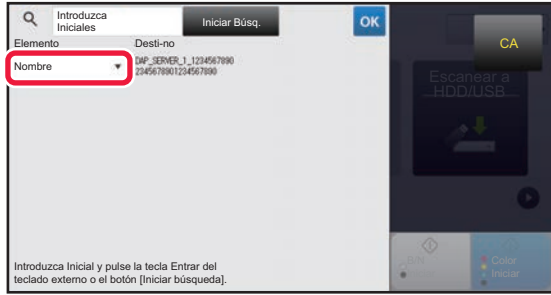 Introduzca
Iniciales
Iniciar Búsq.
OK
CA
Elemento
Desti-no
Nombre
DAP_SERVER_1_1234567890
2345678901234567890
Escanear a
HDD/USB
B/N
Iniciar
Color
Iniciar
Introduzca Inicial y pulse la tecla Entrar del
teclado externo o el botón [Iniciar búsqueda].